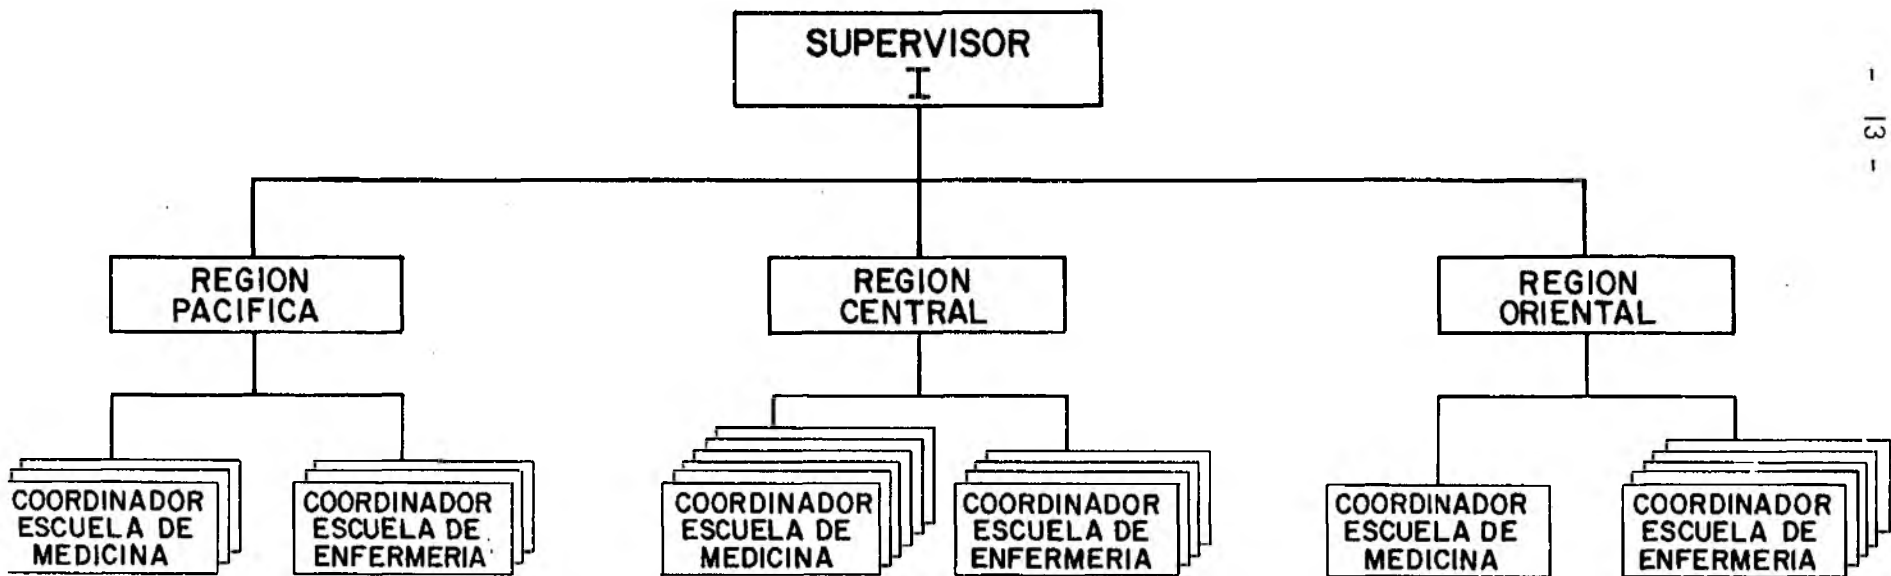 SUPERVISOR
I
- 13 -
REGION
PACIFICA
REGION
CENTRAL
REGION
ORIENTAL
COORDINADOR
ESCUELA DE
MEDICINA
COORDINADOR
ESCUELA DE
ENFERMERIA
COORDINADOR
ESCUELA DE
MEDICINA
COORDINADOR
ESCUELA DE
ENFERMERIA
COORDINADOR
ESCUELA DE
MEDICINA
COORDINADOR
ESCUELA DE
ENFERMERIA